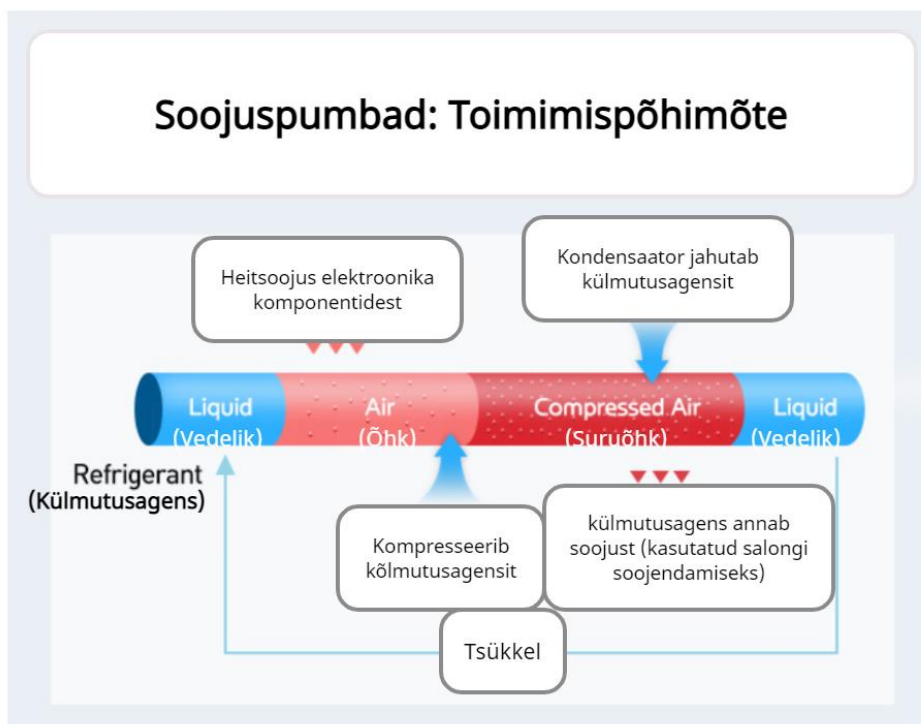 Soojuspumbad: Toimimispõhimõte
Heitsoojus elektroonika
komponentidest
Kondensaator jahutab
külmutusagensit
Liquid
(Vedelik)
Air
(Õhk)
Compressed Air
(Suruõhk)
Liquid
(Vedelik)
Refrigerant
(Külmutusagens)
Kompresseerib
kõlmutusagensit
külmutusagens annab
soojust (kasutatud salongi
soojendamiseks)
Tsükkel